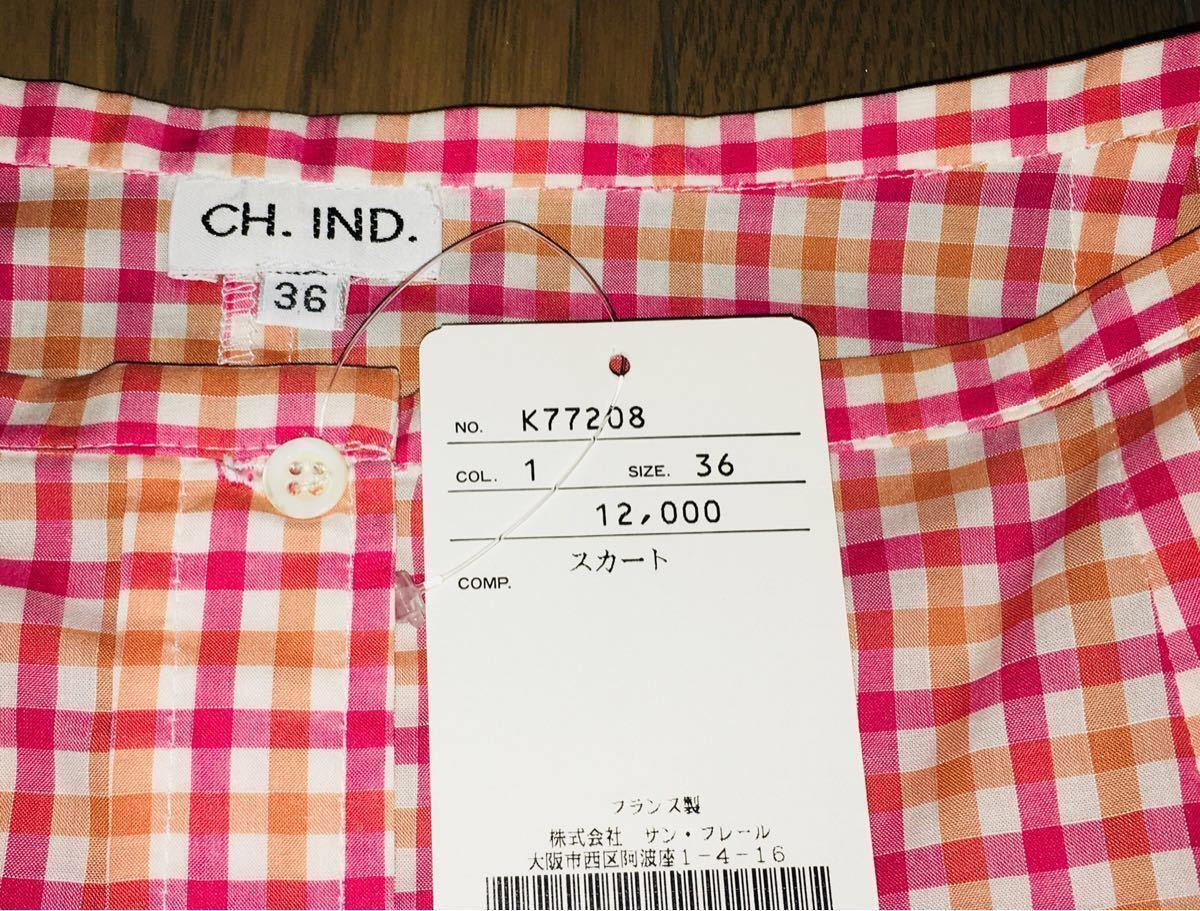 CH. IND.
36
NO. K77208
COL. 1 SIZE. 36
12,000
スカート
COMP.
フランス製
株式会社 サン・フレール
大阪市西区阿波座1-4-16